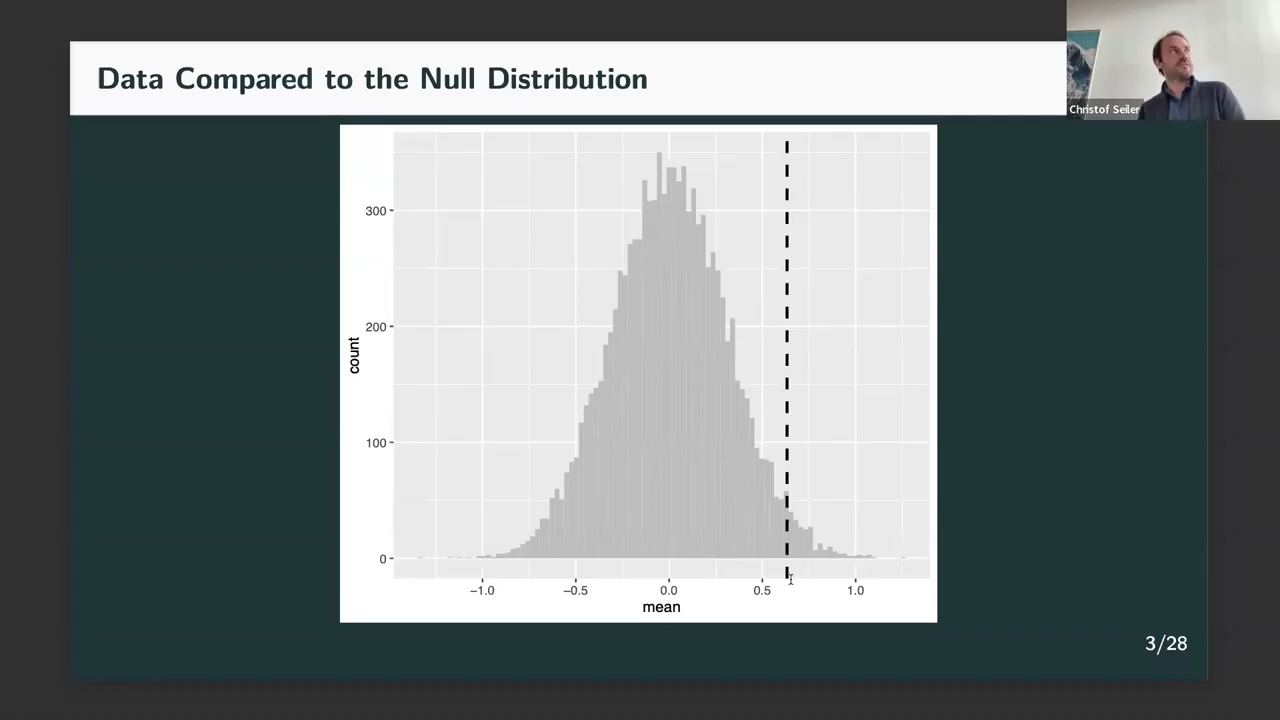 Data Compared to the Null Distribution
Christof Seiler
300
200
100
0
count
−1.0 −0.5 0.0 0.5 1.0
mean
3/28